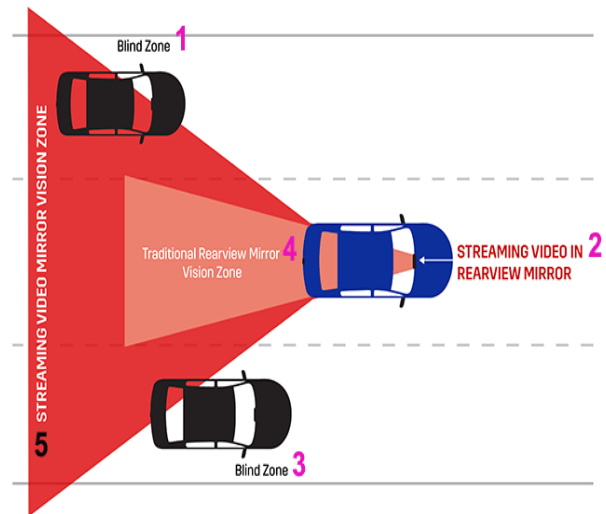 Blind Zone 1
STREAMING VIDEO MIRROR VISION ZONE
5
Traditional Rearview Mirror 4
Vision Zone
STREAMING VIDEO IN 2
REARVIEW MIRROR
Blind Zone 3